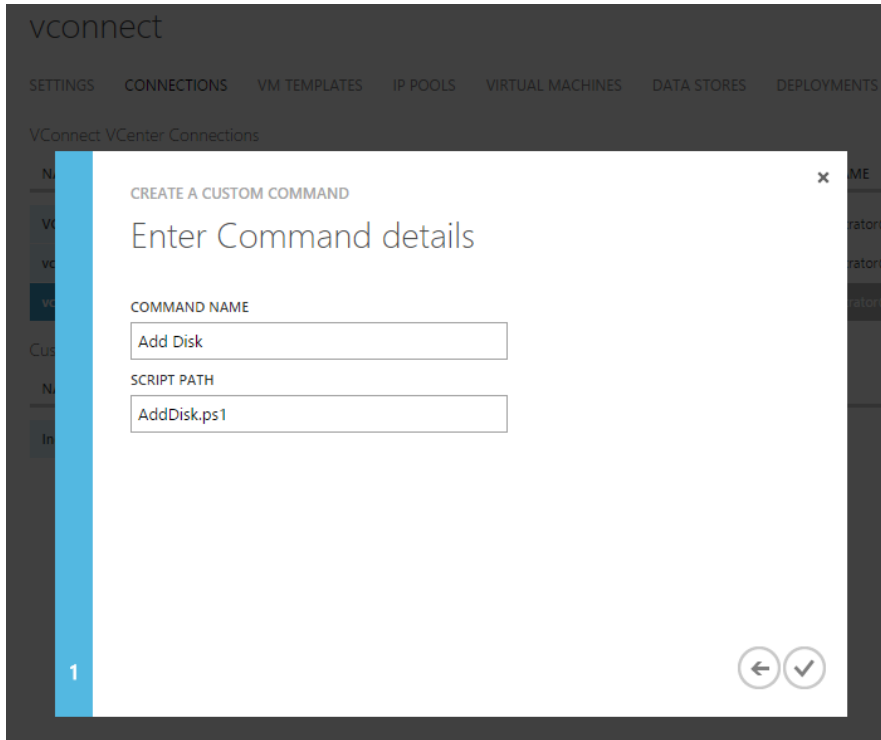 vconnect
SETTINGS CONNECTIONS VM TEMPLATES IP POOLS VIRTUAL MACHINES DATA STORES DEPLOYMENTS
VConnect VCenter Connections
CREATE A CUSTOM COMMAND
Enter Command details
COMMAND NAME
Add Disk
SCRIPT PATH
AddDisk.ps1
1